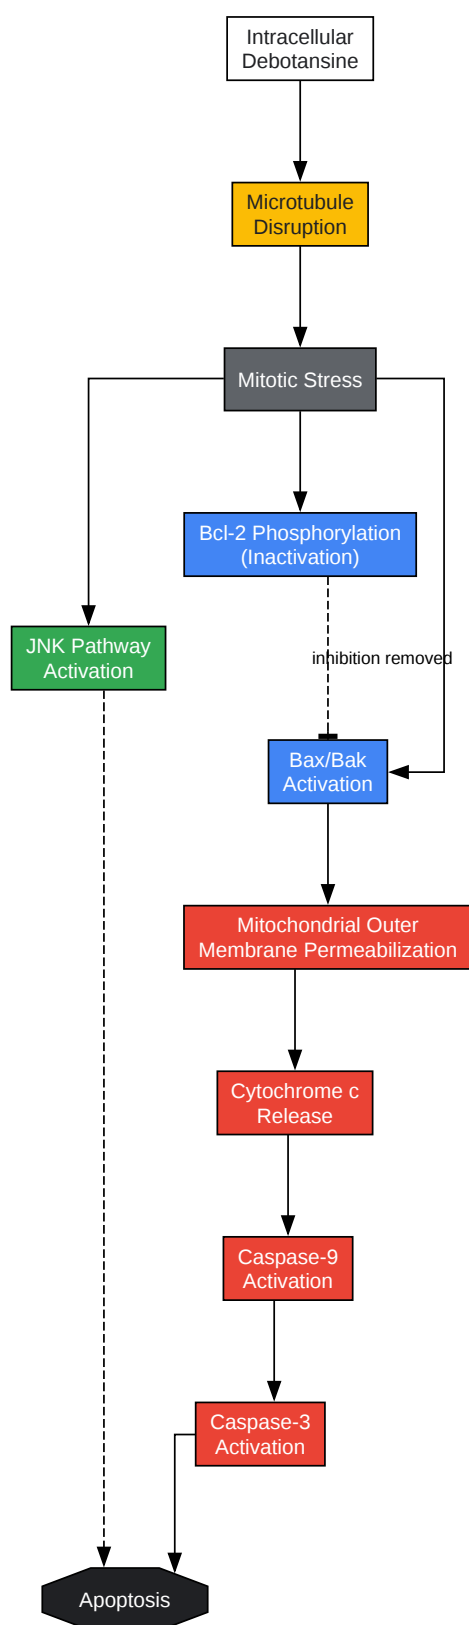 Intracellular
Debotansine
Microtubule
Disruption
Mitotic Stress
Bcl-2 Phosphorylation
(Inactivation)
JNK Pathway
Activation
inhibition removed
Bax/Bak
Activation
Mitochondrial Outer
Membrane Permeabilization
Cytochrome c
Release
Caspase-9
Activation
Caspase-3
Activation
Apoptosis